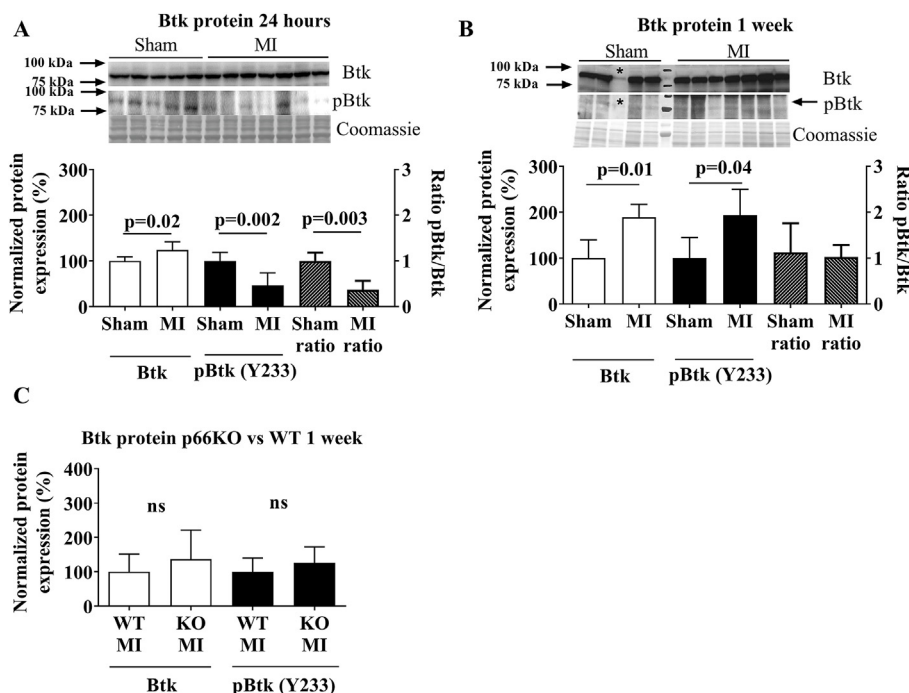 A
Btk protein 24 hours
Sham MI
100 kDa
75 kDa
Btk
100 kDa
75 kDa
pBtk
Coomassie
Normalized protein expression (%)
300
200
100
0
p=0.02 p=0.002 p=0.003
3
2
1
0
Ratio pBtk/Btk
Sham MI Sham MI Sham ratio MI ratio
Btk pBtk (Y233)
B
Btk protein 1 week
Sham MI
100 kDa
75 kDa
*
Btk
*
pBtk
Coomassie
Normalized protein expression (%)
300
200
100
0
p=0.01 p=0.04
3
2
1
0
Ratio pBtk/Btk
Sham MI Sham MI Sham ratio MI ratio
Btk pBtk (Y233)
C
Btk protein p66KO vs WT 1 week
Normalized protein expression (%)
400
300
200
100
0
ns ns
WT MI KO MI WT MI KO MI
Btk pBtk (Y233)